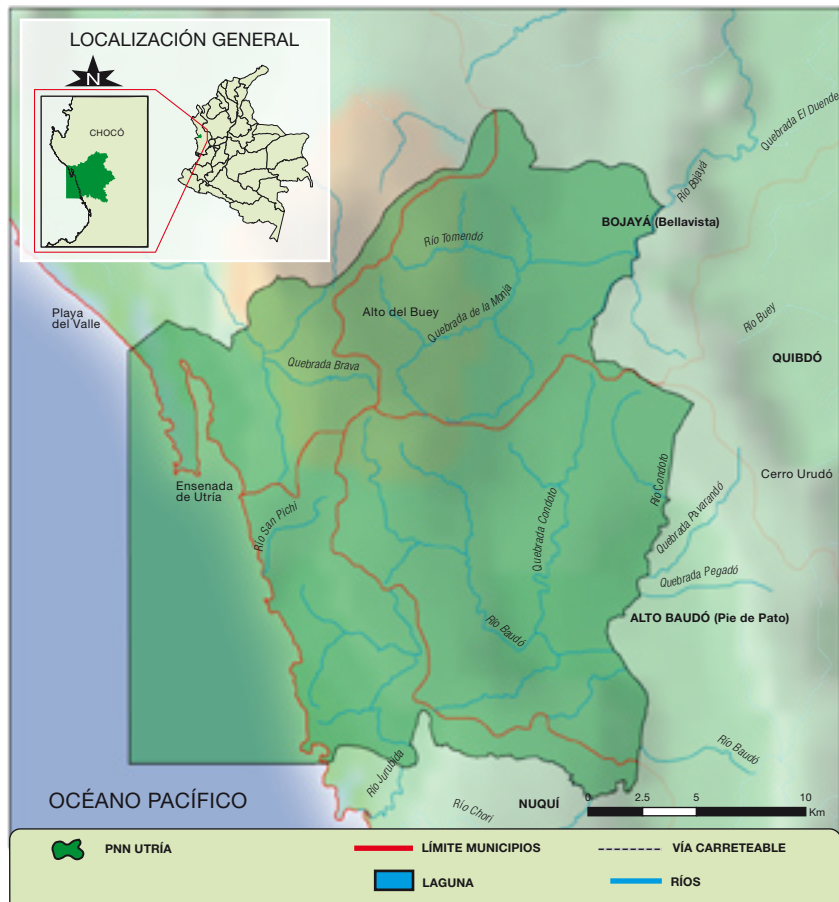 LOCALIZACIÓN GENERAL
N
CHOCÓ
Quebrada El Duende
Río Bojayá
BOJAYÁ (Bellavista)
Río Tomendó
Playa
del Valle
Alto del Buey
Quebrada de la Monja
Río Buey
QUIBDÓ
Quebrada Brava
Ensenada
de Utría
Cerro Urudó
Río San Pichí
Quebrada Condoto
Río Condoto
Quebrada Pavarandó
Quebrada Pegadó
Río Baudó
ALTO BAUDÓ (Pie de Pato)
Río Baudó
Río Jurubidá
OCÉANO PACÍFICO
Río Chorí
NUQUÍ
0 2.5 5 10
Km
PNN UTRÍA
LÍMITE MUNICIPIOS
VÍA CARRETEABLE
LAGUNA
RÍOS